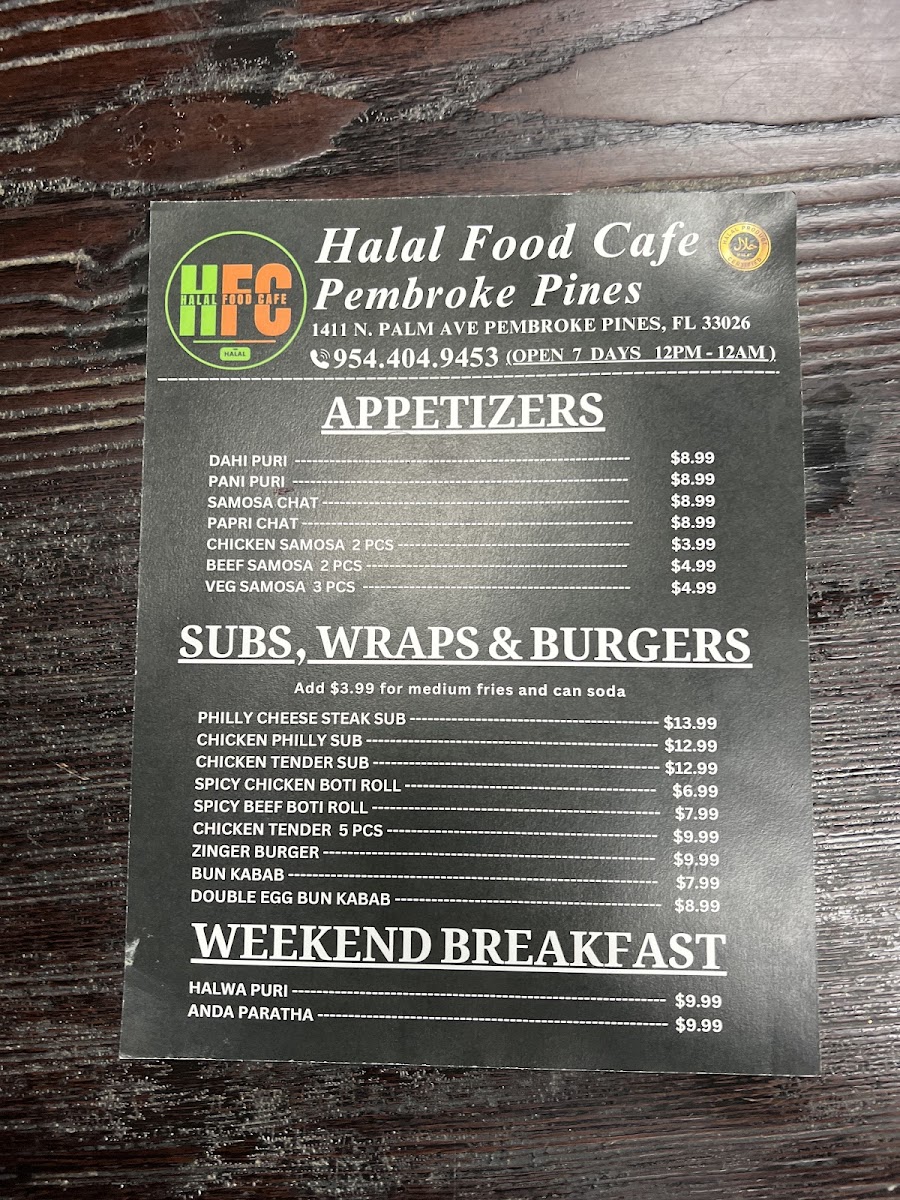 HFC
HALAL FOOD CAFE
HALAL
Halal Food Cafe
Pembroke Pines
1411 N. PALM AVE PEMBROKE PINES, FL 33026
954.404.9453 (OPEN 7 DAYS 12PM - 12AM)
HALAL PRODUCT
حلال
CERTIFIED
APPETIZERS
DAHI PURI $8.99
PANI PURI $8.99
SAMOSA CHAT $8.99
PAPRI CHAT $8.99
CHICKEN SAMOSA 2 PCS $3.99
BEEF SAMOSA 2 PCS $4.99
VEG SAMOSA 3 PCS $4.99
SUBS, WRAPS & BURGERS
Add $3.99 for medium fries and can soda
PHILLY CHEESE STEAK SUB $13.99
CHICKEN PHILLY SUB $12.99
CHICKEN TENDER SUB $12.99
SPICY CHICKEN BOTI ROLL $6.99
SPICY BEEF BOTI ROLL $7.99
CHICKEN TENDER 5 PCS $9.99
ZINGER BURGER $9.99
BUN KABAB $7.99
DOUBLE EGG BUN KABAB $8.99
WEEKEND BREAKFAST
HALWA PURI $9.99
ANDA PARATHA $9.99